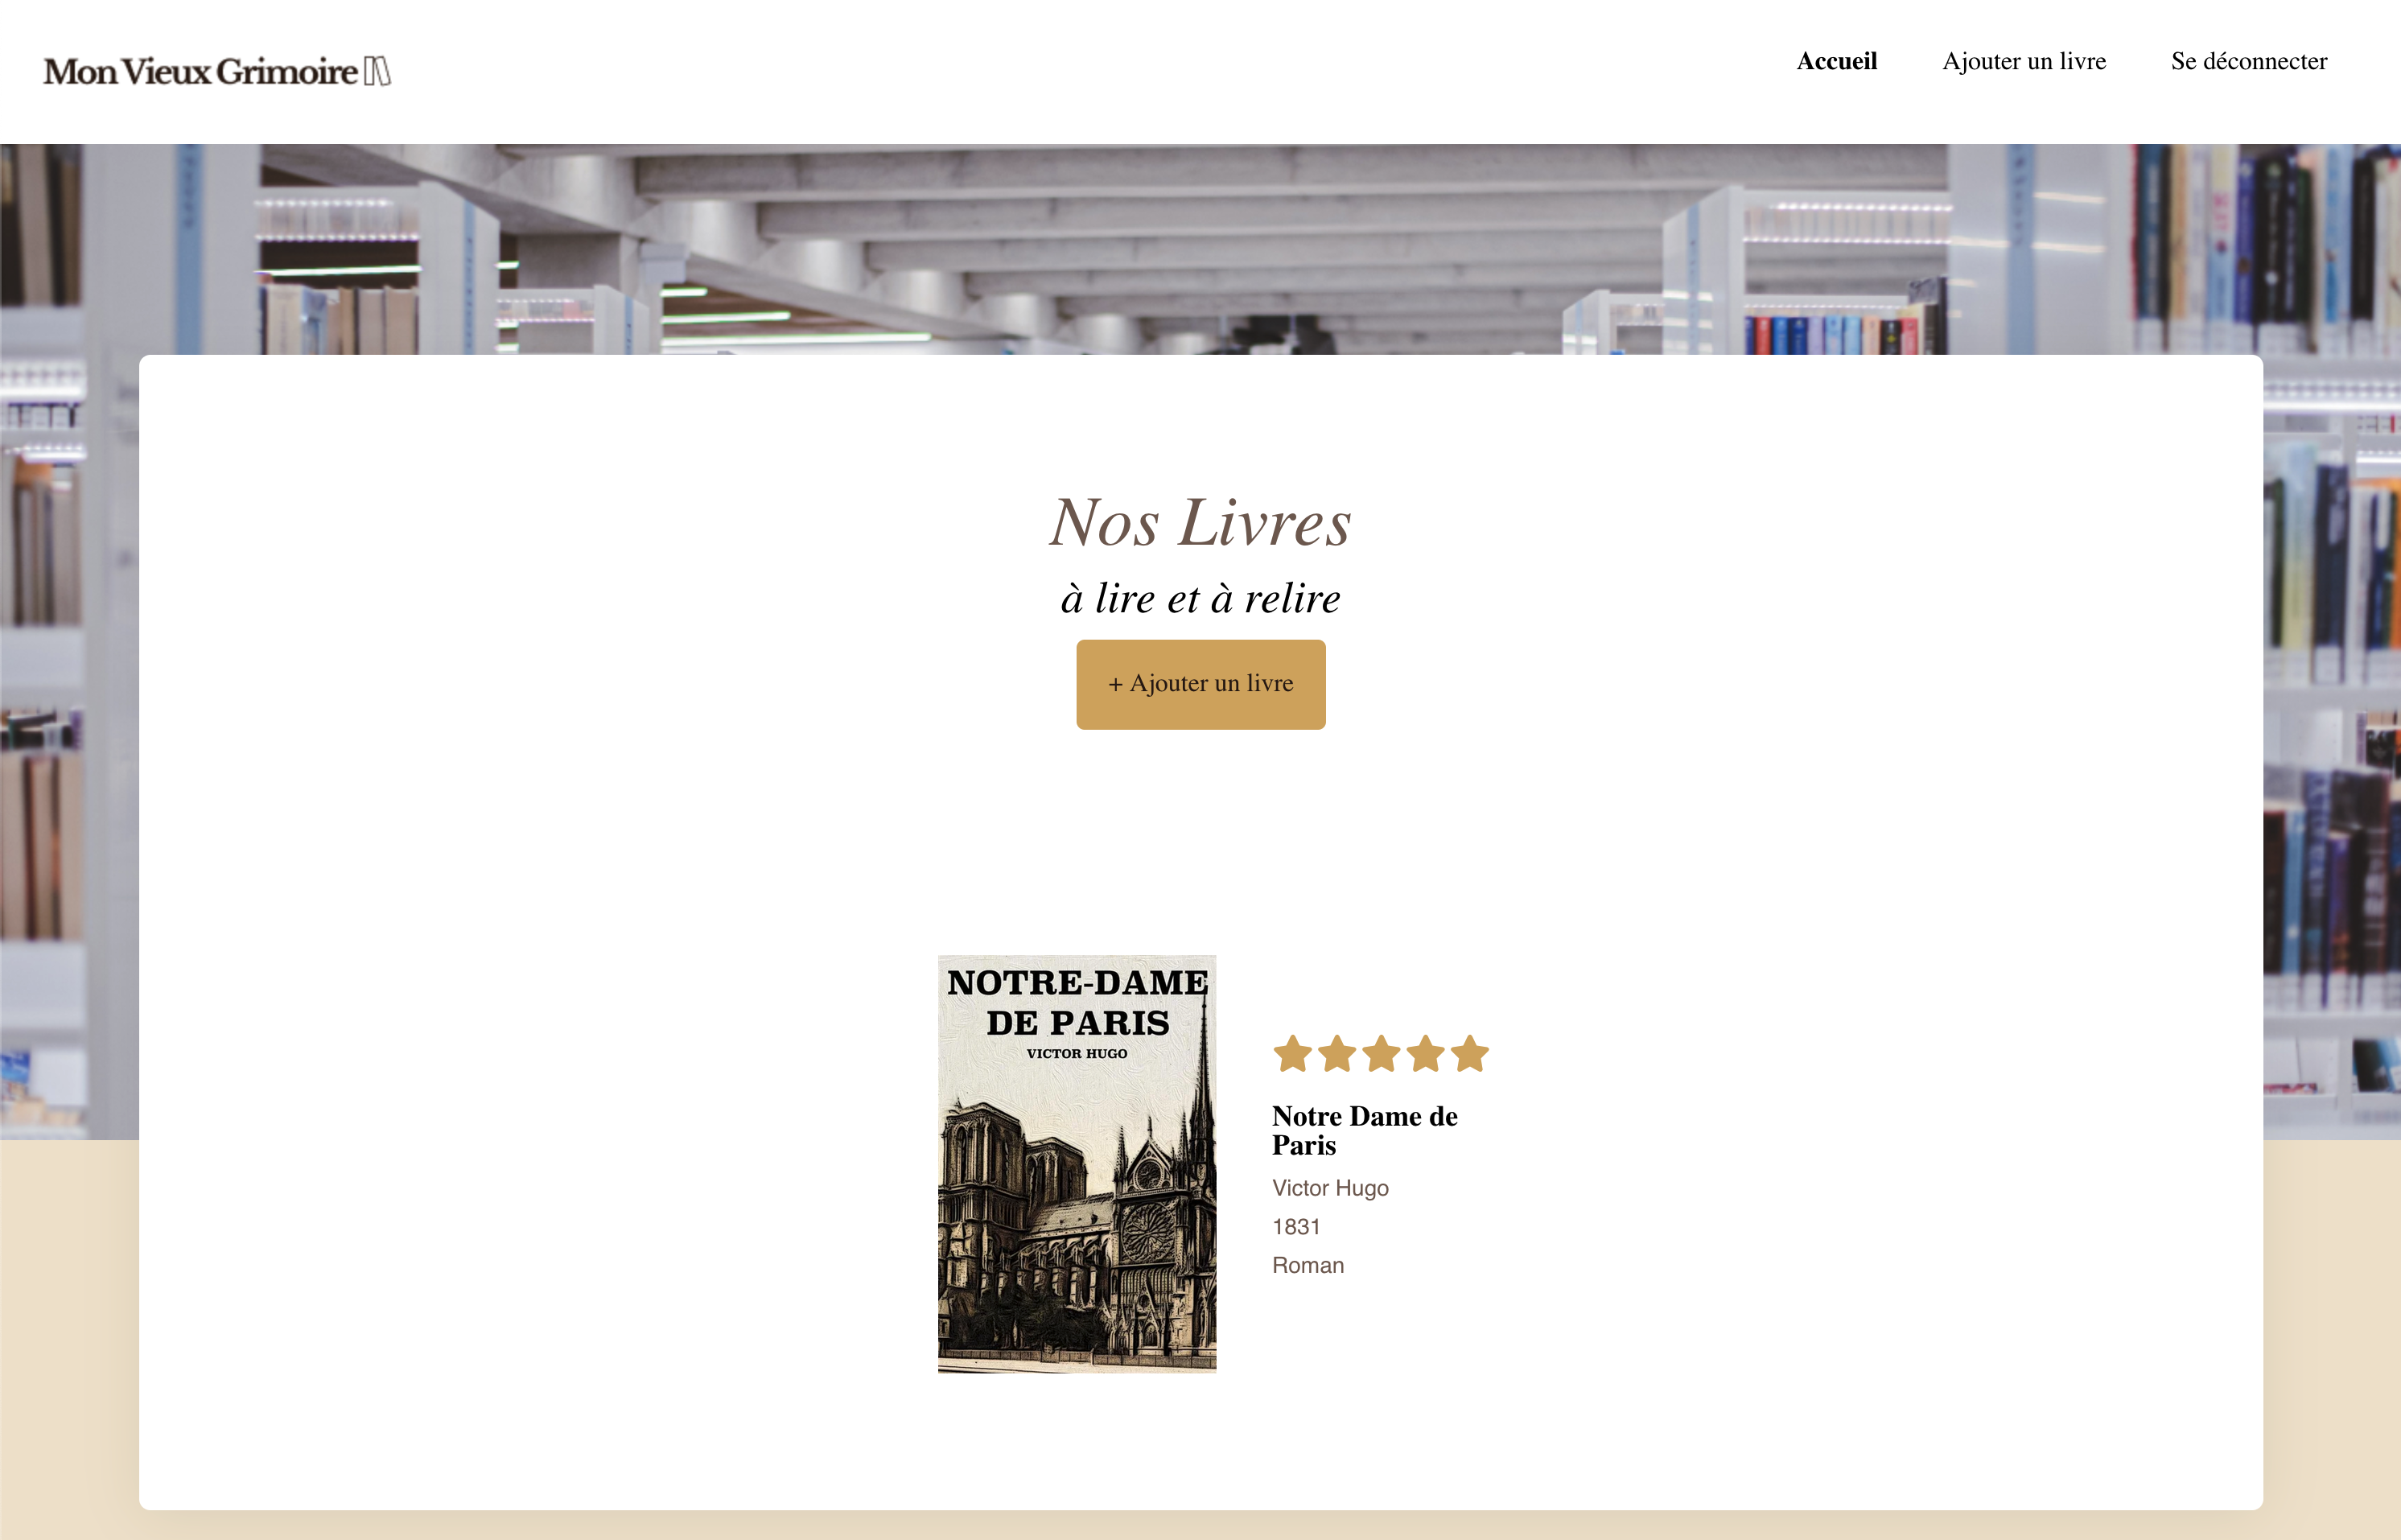 Mon Vieux Grimoire
Accueil
Ajouter un livre
Se déconnecter
Nos Livres
à lire et à relire
+ Ajouter un livre
NOTRE-DAME
DE PARIS
VICTOR HUGO
Notre Dame de
Paris
Victor Hugo
1831
Roman